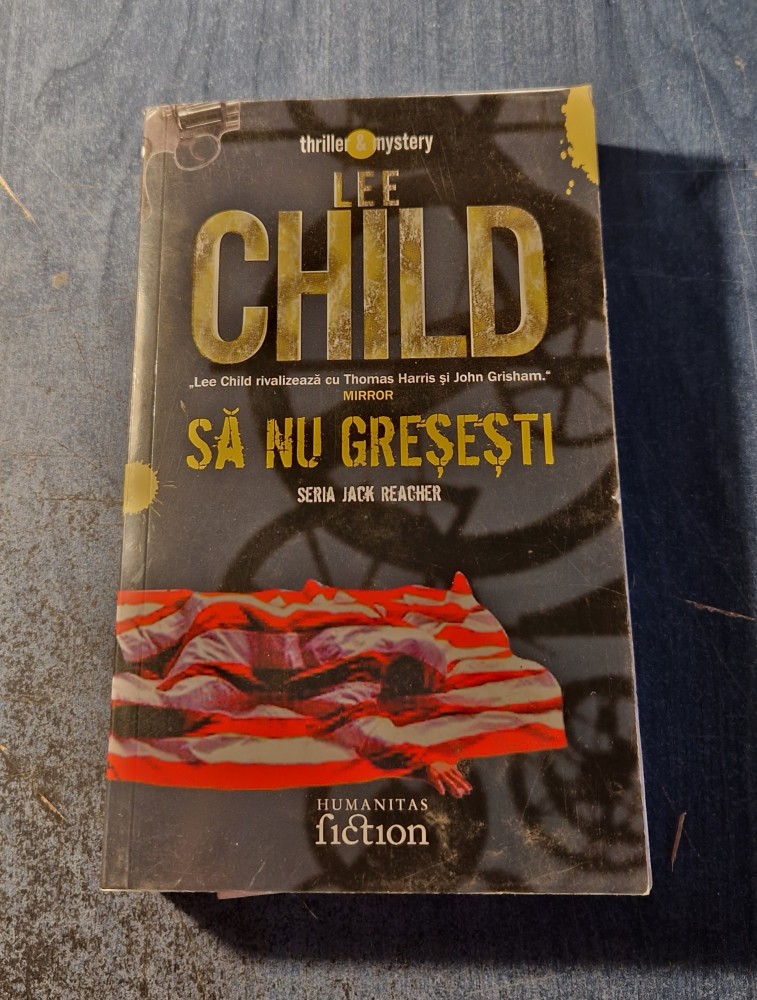 thriller & mystery
LEE
CHILD
„Lee Child rivalizează cu Thomas Harris şi John Grisham.“
MIRROR
SĂ NU GREȘEȘTI
SERIA JACK REACHER
HUMANITAS
fiction